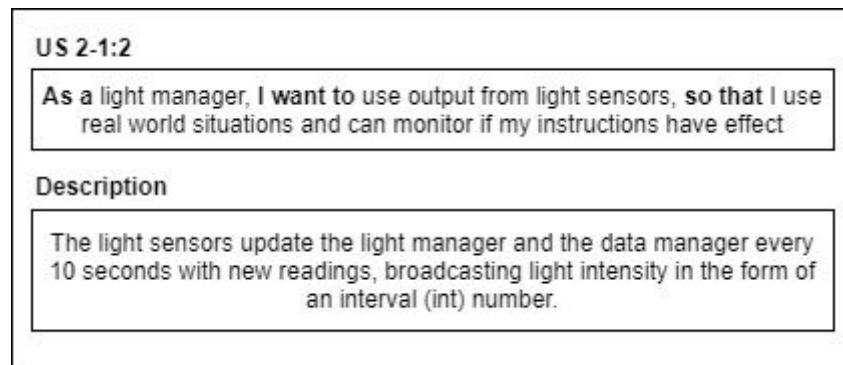 US 2-1:2
As a light manager, I want to use output from light sensors, so that I use
real world situations and can monitor if my instructions have effect
Description
The light sensors update the light manager and the data manager every
10 seconds with new readings, broadcasting light intensity in the form of
an interval (int) number.